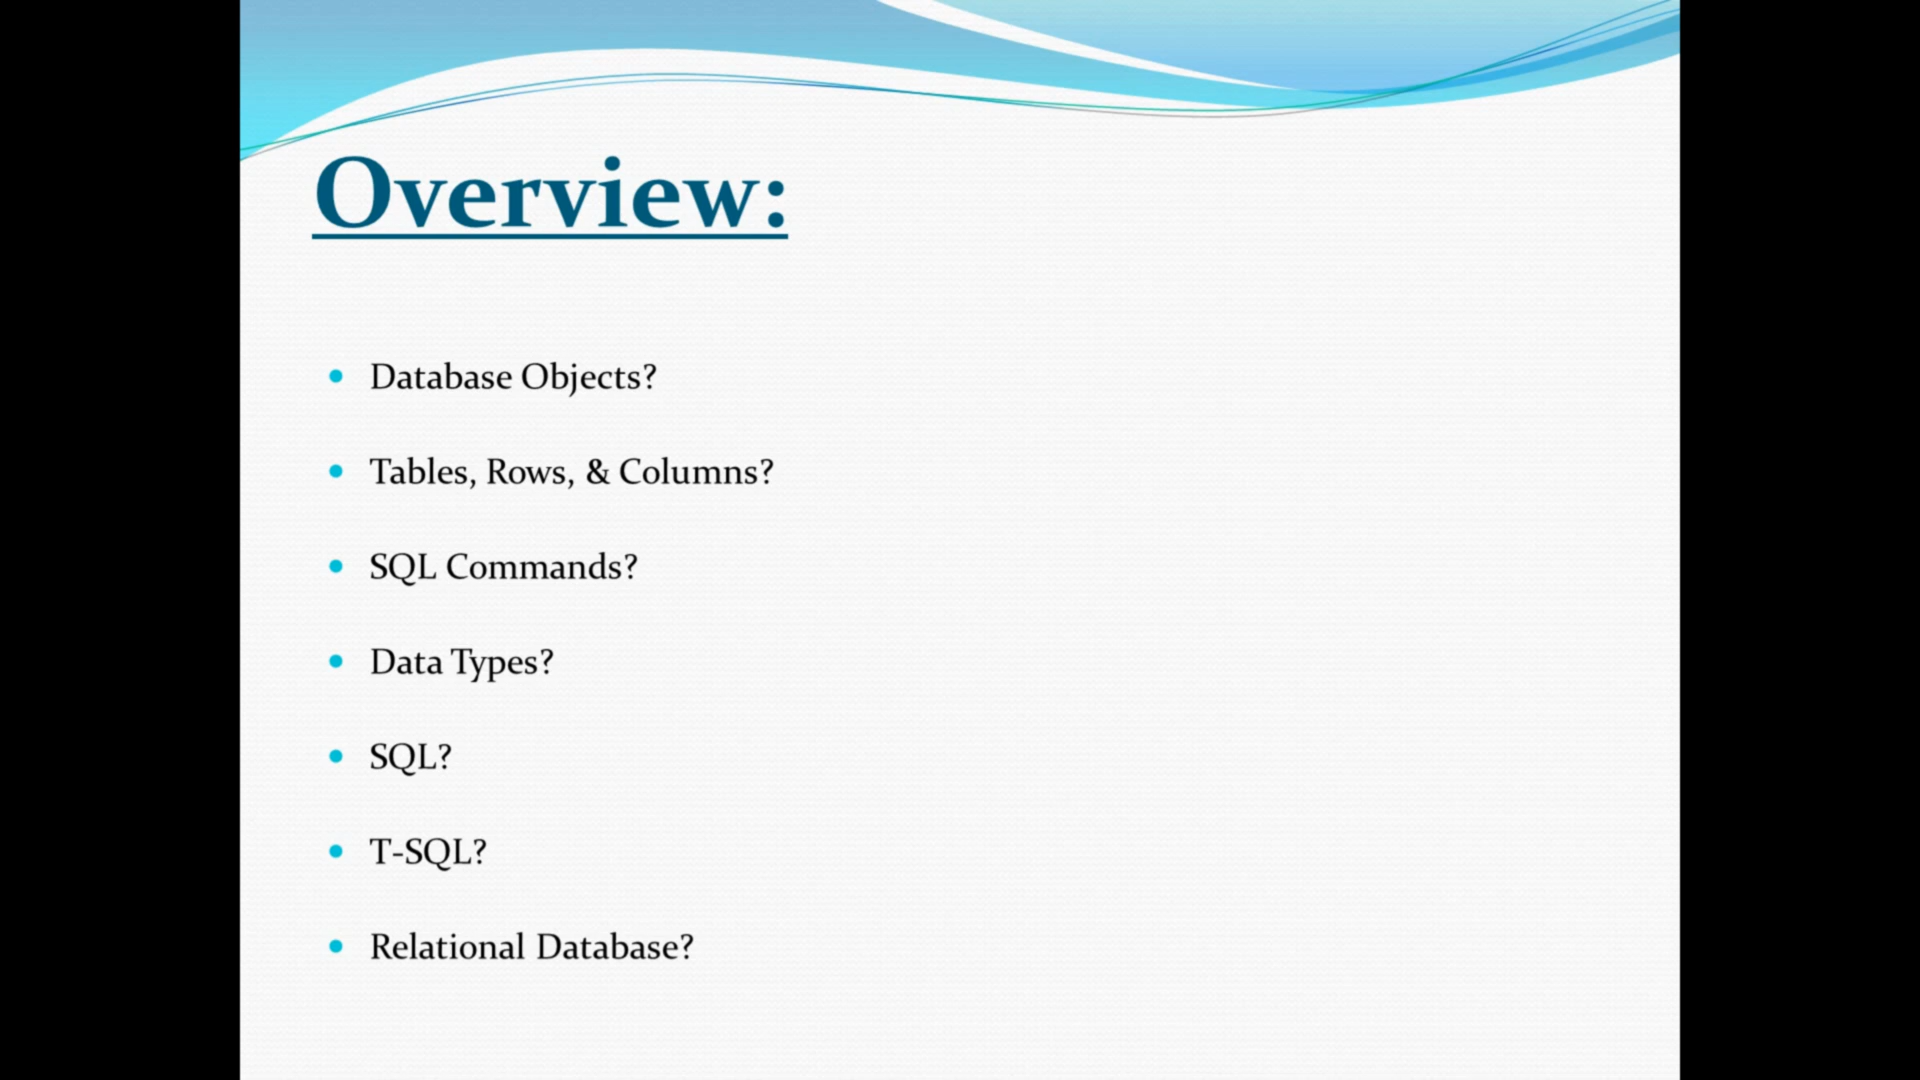 Overview:
Database Objects?
Tables, Rows, & Columns?
SQL Commands?
Data Types?
SQL?
T-SQL?
Relational Database?